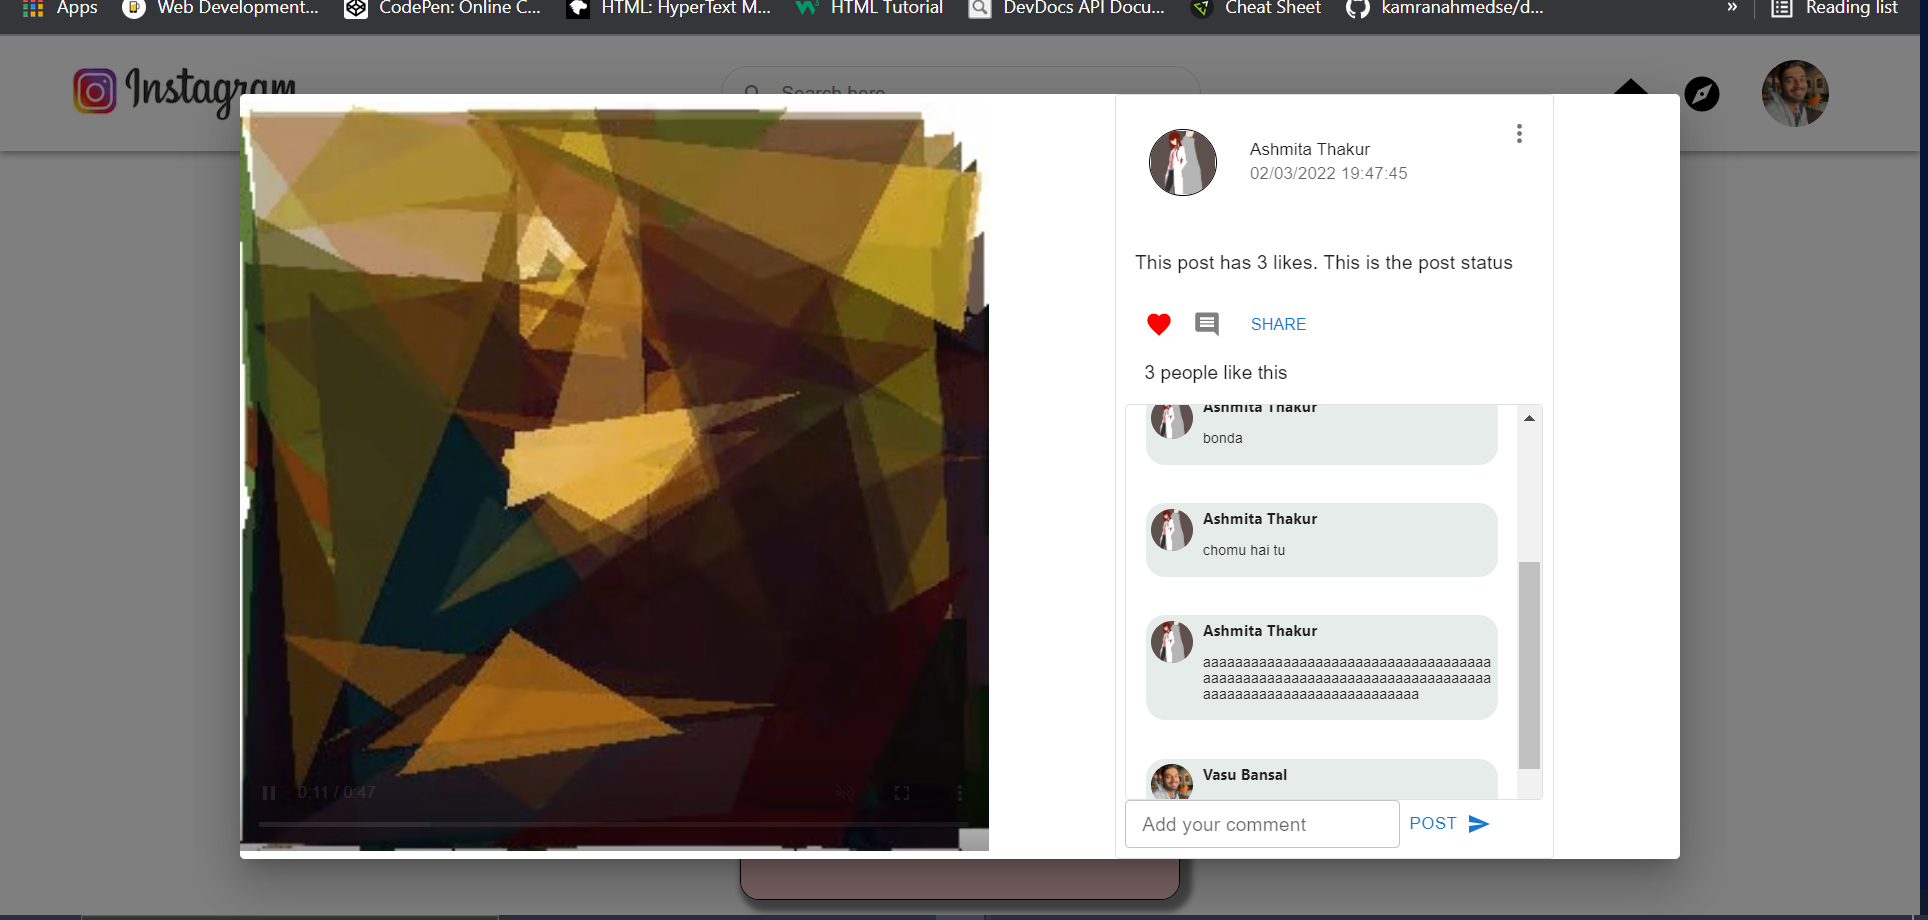 Apps Web Development... CodePen: Online C... HTML: HyperText M... HTML Tutorial DevDocs API Docu... Cheat Sheet kamranahmedse/d... » Reading list
Instagram
Search here
Ashmita Thakur
02/03/2022 19:47:45
This post has 3 likes. This is the post status
SHARE
3 people like this
Ashmita Thakur
bonda
Ashmita Thakur
chomu hai tu
Ashmita Thakur
aaaaaaaaaaaaaaaaaaaaaaaaaaaaaaaaaaaa
aaaaaaaaaaaaaaaaaaaaaaaaaaaaaaaaaaaa
aaaaaaaaaaaaaaaaaaaaaaaaaaa
Vasu Bansal
0:11 / 0:47
Add your comment
POST